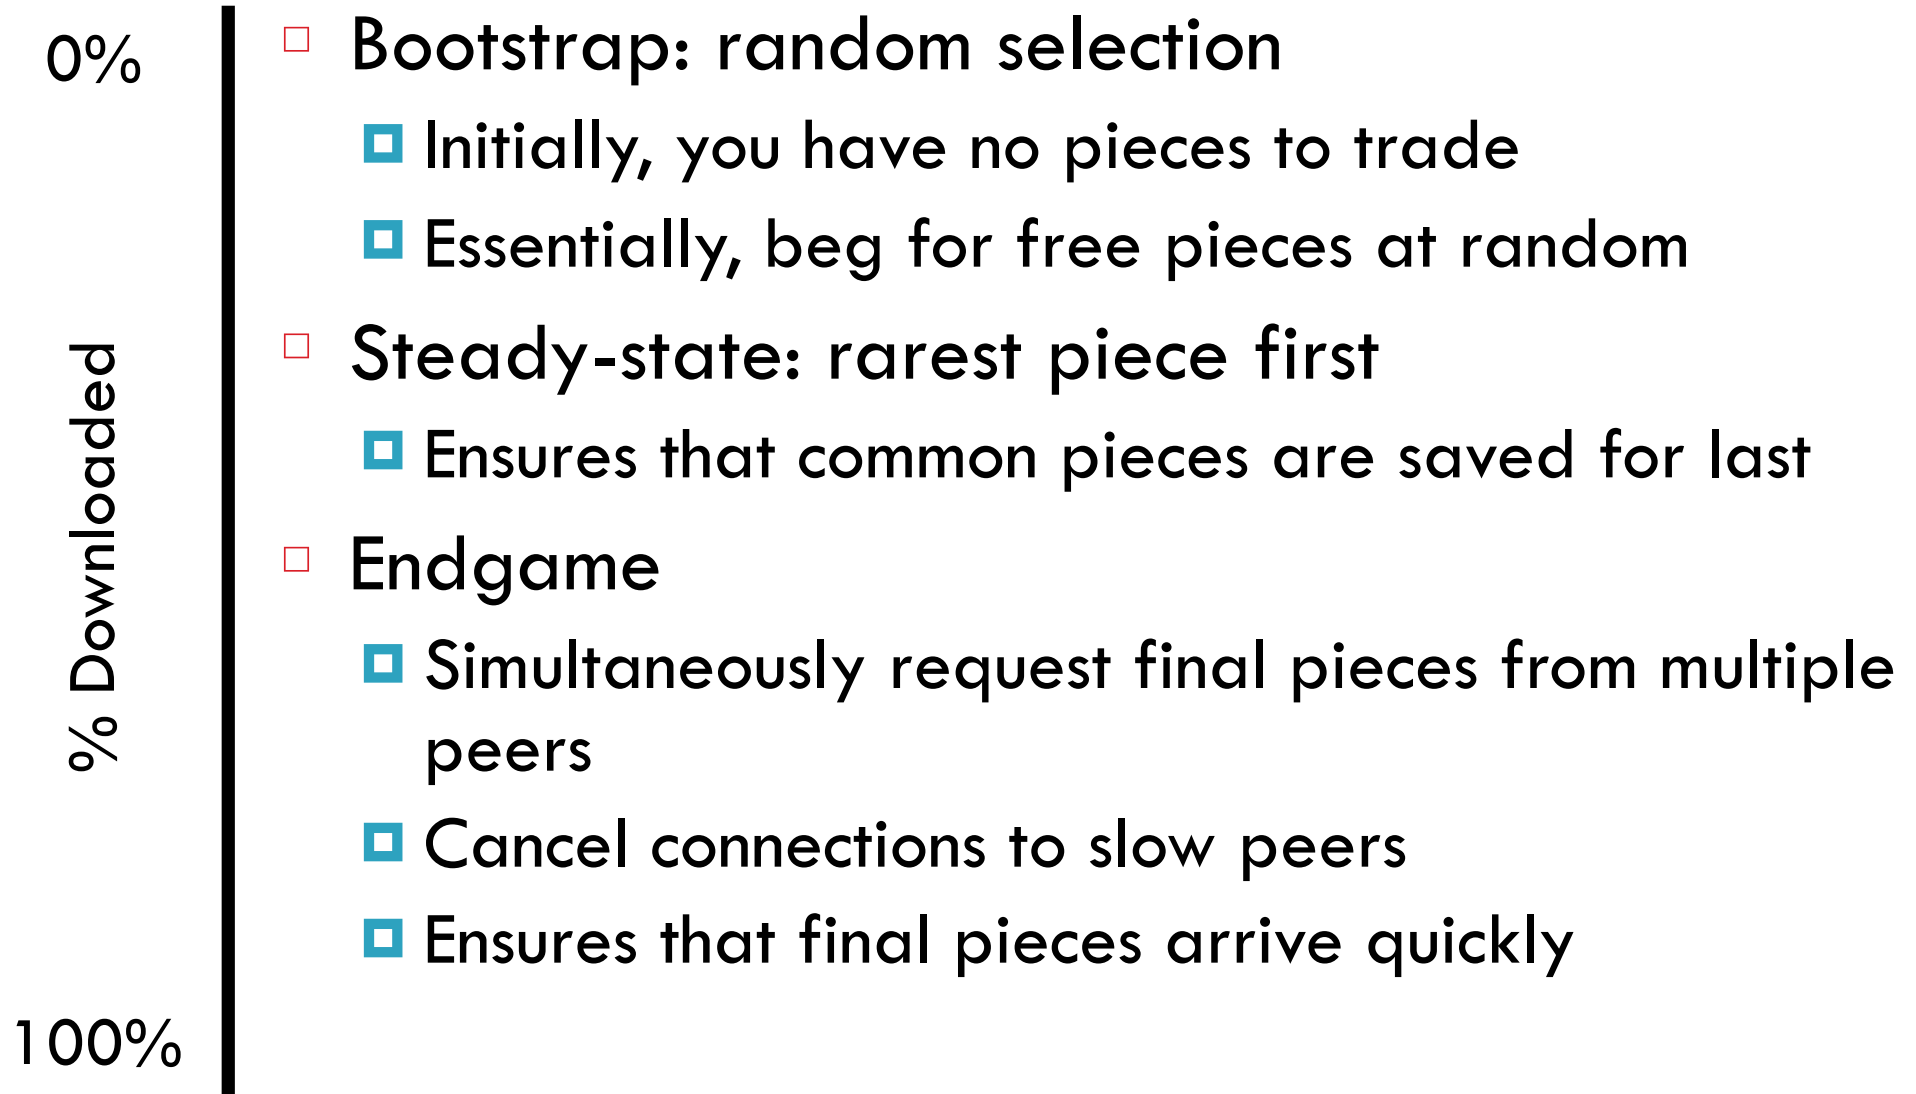 0%
Bootstrap: random selection
Initially, you have no pieces to trade
Essentially, beg for free pieces at random
Steady-state: rarest piece first
Ensures that common pieces are saved for last
% Downloaded
Endgame
Simultaneously request final pieces from multiple
peers
Cancel connections to slow peers
Ensures that final pieces arrive quickly
100%